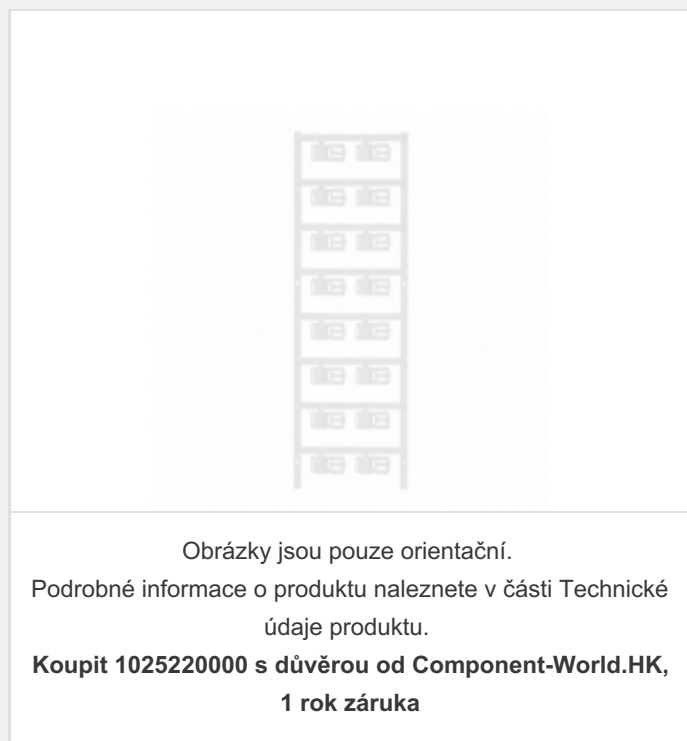 Obrázky jsou pouze orientační.
Podrobné informace o produktu naleznete v části Technické
údaje produktu.
Koupit 1025220000 s důvěrou od Component-World.HK,
1 rok záruka